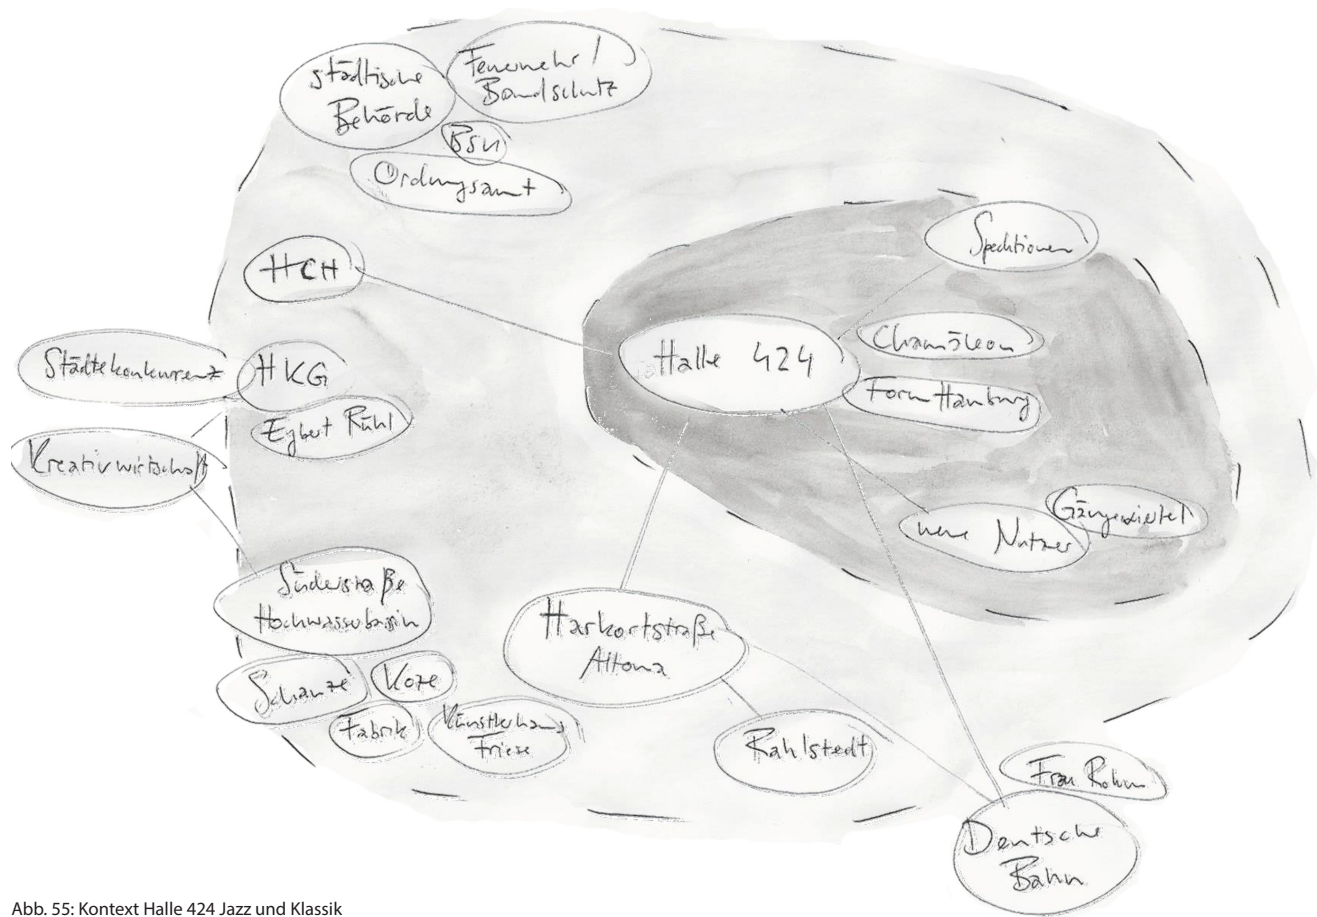 städtische
Behörde
Feuerwehr /
Brandschutz
BSU
Ordnungsamt
HCH
Speditionen
Städtekonkurrenz
HKG
Egbert Rühl
Kreativwirtschaft
Halle 424
Chamäleon
Form Hamburg
neue Nutzer
Gängeviertel
Süderstraße
Hochwasserbassin
Schanze
Koze
Fabrik
Künstlerhaus
Frise
Harkortstraße
Altona
Rahlstedt
Frau
Deutsche
Bahn
Abb. 55: Kontext Halle 424 Jazz und Klassik